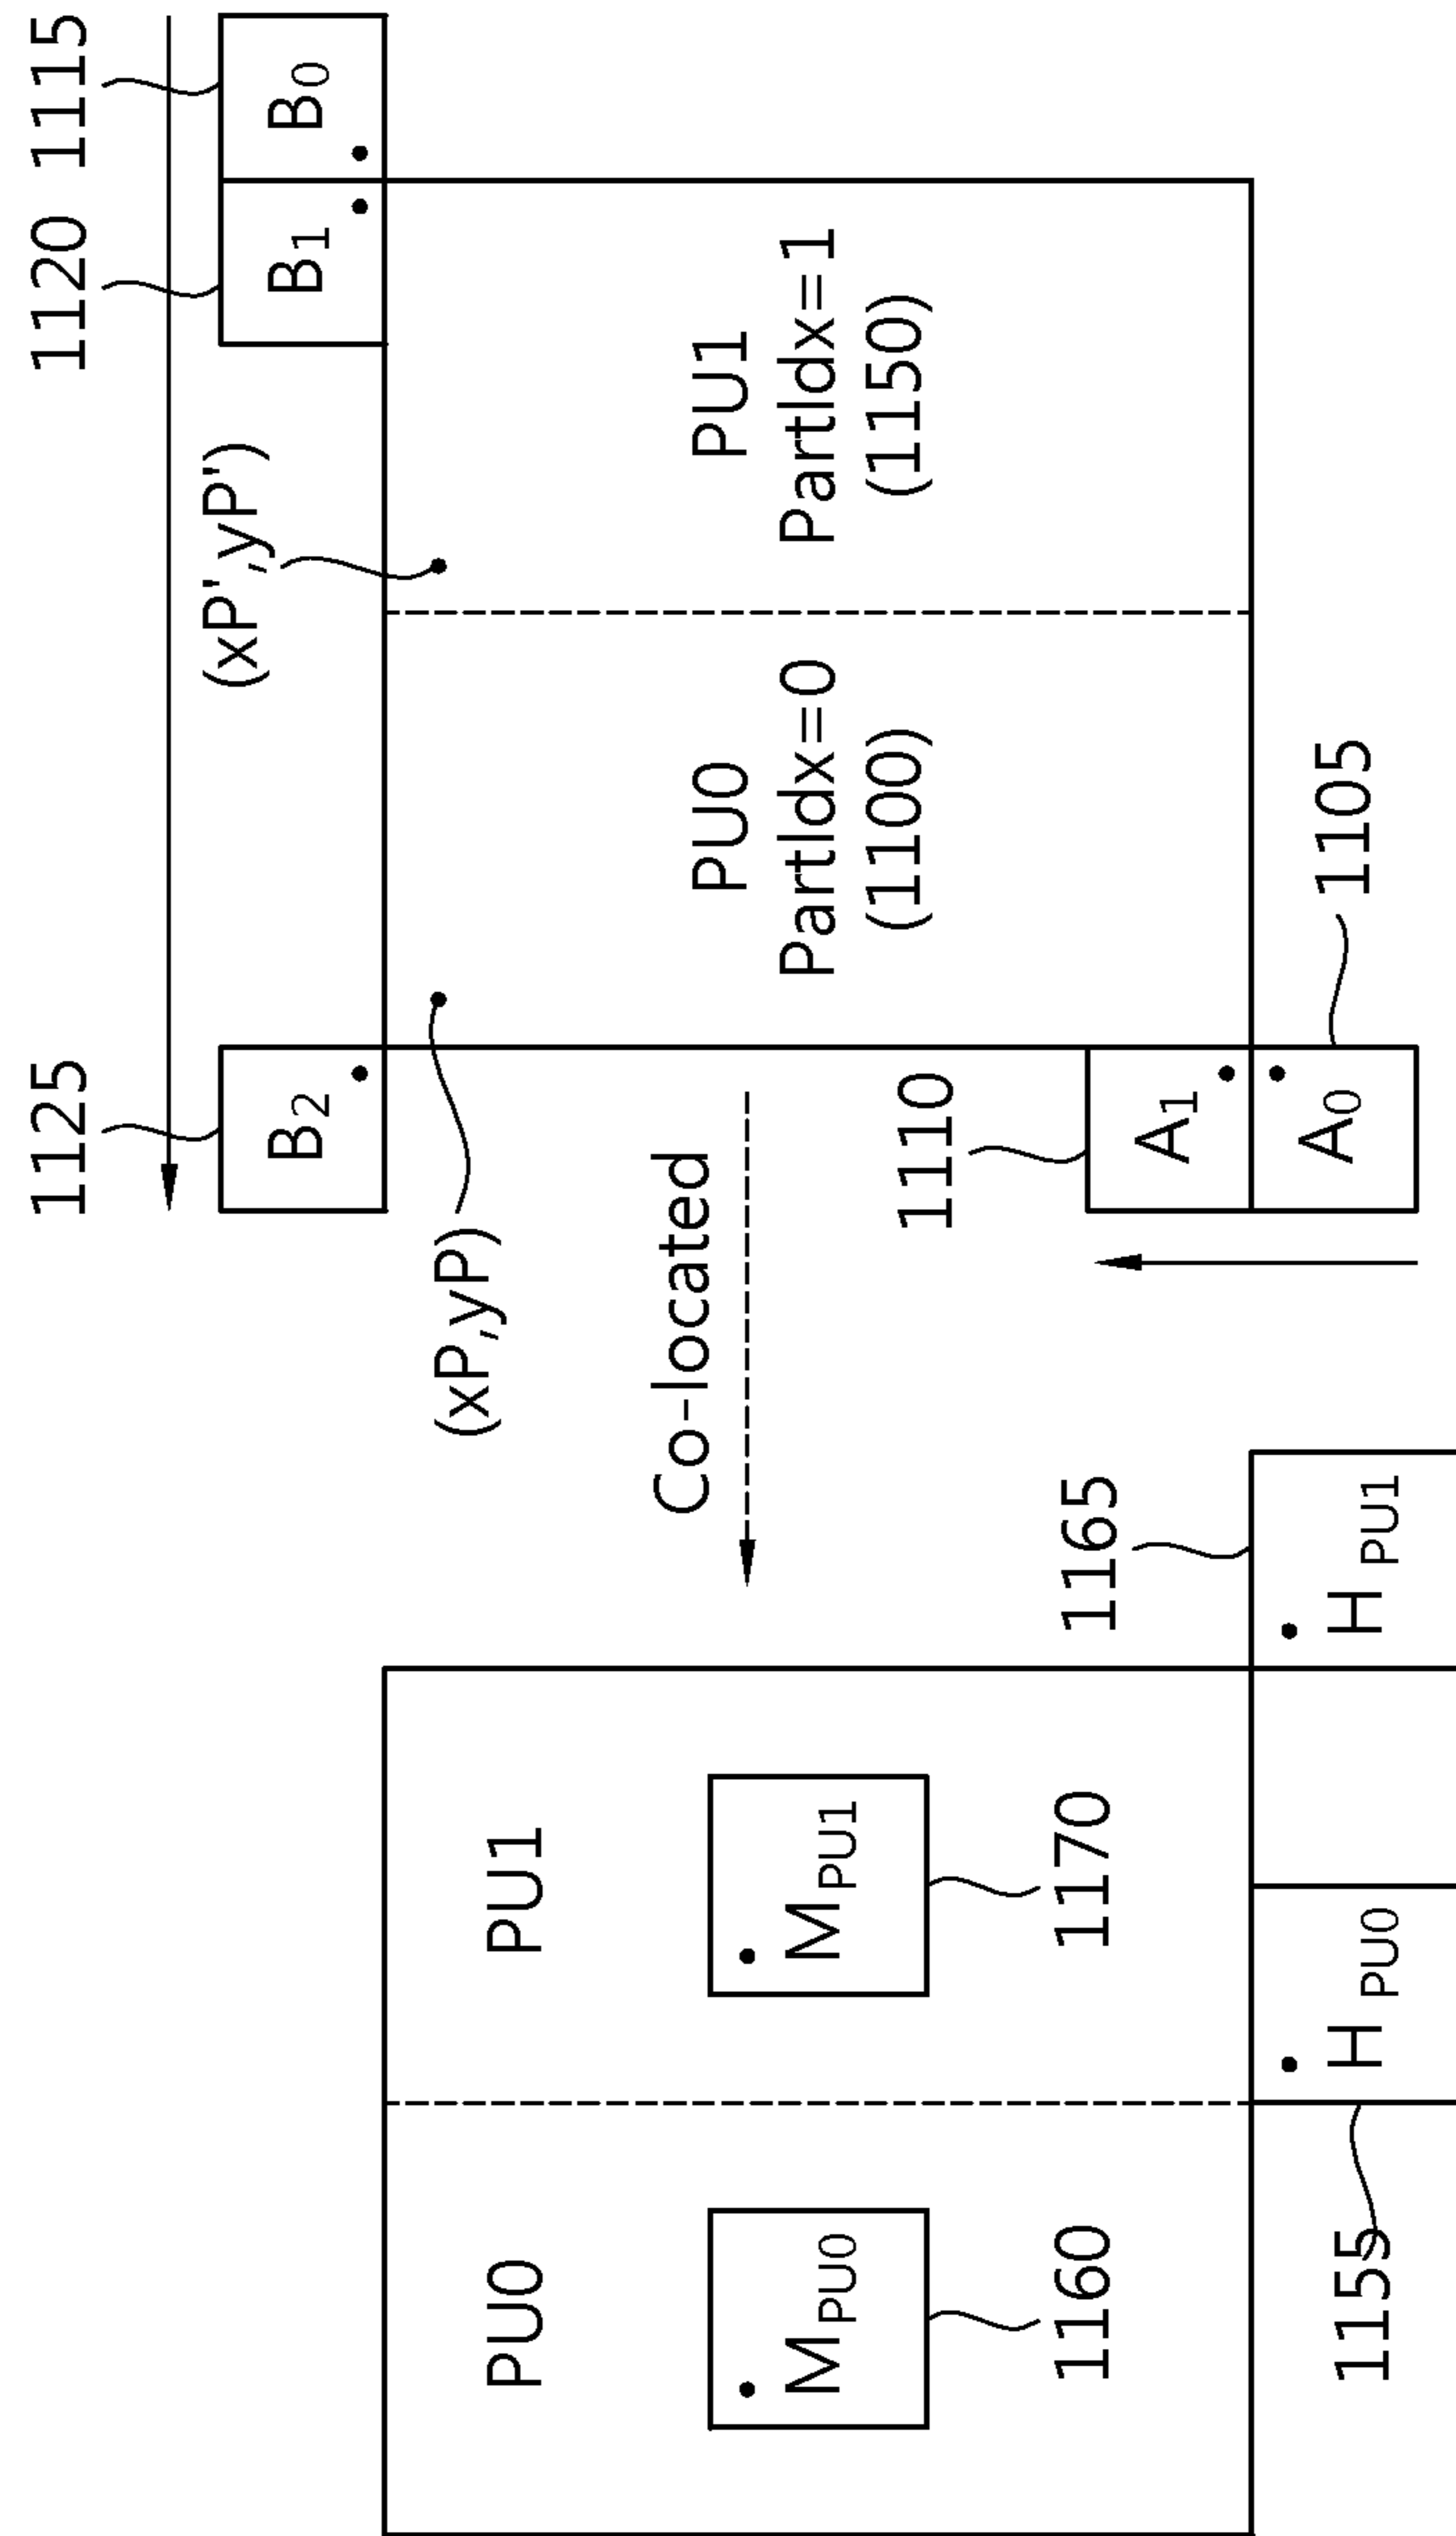 1125
1120
1115
(xP',yP')
B2
B1
B0
(xP,yP)
PU0
PU1
Co-located
MPU0
MPU1
PU0
PartIdx=0
(1100)
PU1
PartIdx=1
(1150)
1110
1160
1170
1165
A1
A0
1105
1155
HPU0
HPU1